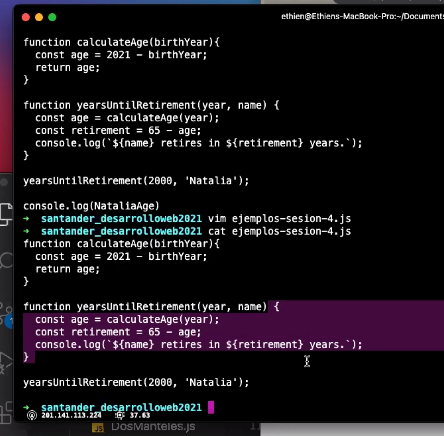 ethien@Ethiens-MacBook-Pro:~/Documents
function calculateAge(birthYear){
  const age = 2021 - birthYear;
  return age;
}
function yearsUntilRetirement(year, name) {
  const age = calculateAge(year);
  const retirement = 65 - age;
  console.log(`${name} retires in ${retirement} years.`);
}
yearsUntilRetirement(2000, 'Natalia');
console.log(NataliaAge)
➜  santander_desarrolloweb2021 vim ejemplos-sesion-4.js
➜  santander_desarrolloweb2021 cat ejemplos-sesion-4.js
function calculateAge(birthYear){
  const age = 2021 - birthYear;
  return age;
}
function yearsUntilRetirement(year, name) {
  const age = calculateAge(year);
  const retirement = 65 - age;
  console.log(`${name} retires in ${retirement} years.`);
}
yearsUntilRetirement(2000, 'Natalia');
➜  santander_desarrolloweb2021
201.141.113.224 37.63
JS DosManteles.js